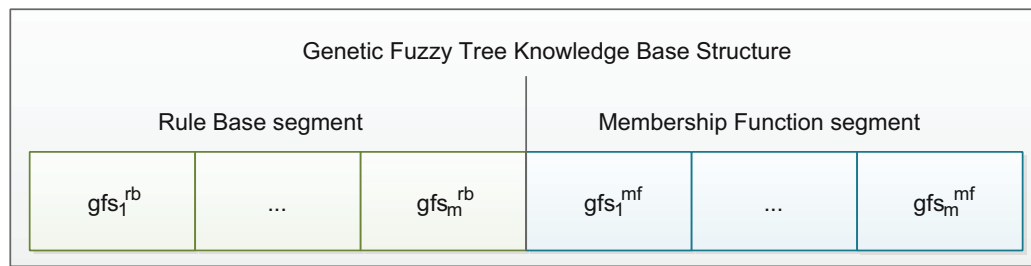 Genetic Fuzzy Tree Knowledge Base Structure
Rule Base segment
Membership Function segment
gfs₁ʳᵇ ... gfsₘʳᵇ gfs₁ᵐᶠ ... gfsₘᵐᶠ